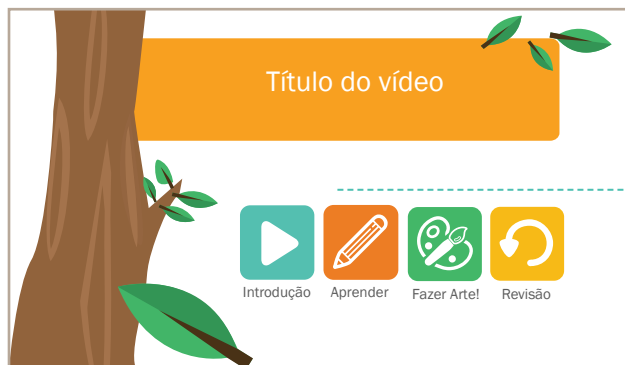 Título do vídeo
Introdução
Aprender
Fazer Arte!
Revisão